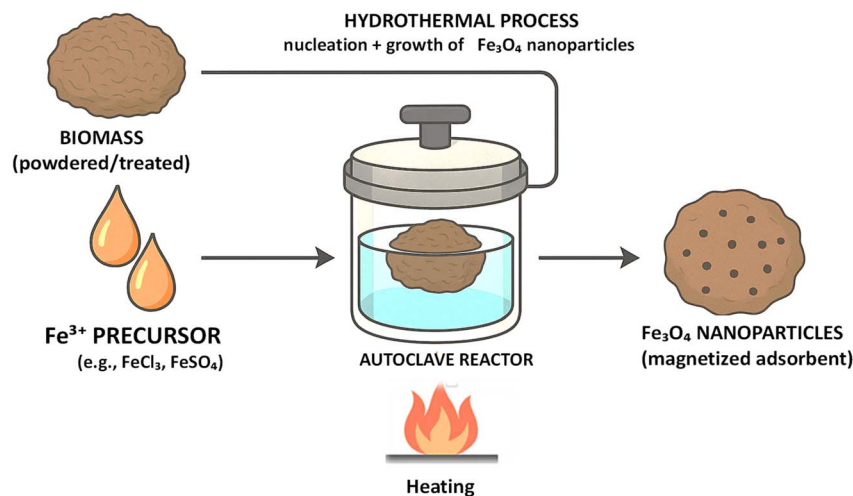 HYDROTHERMAL PROCESS
nucleation + growth of Fe₃O₄ nanoparticles
BIOMASS
(powdered/treated)
Fe³⁺ PRECURSOR
(e.g., FeCl₃, FeSO₄)
AUTOCLAVE REACTOR
Fe₃O₄ NANOPARTICLES
(magnetized adsorbent)
Heating